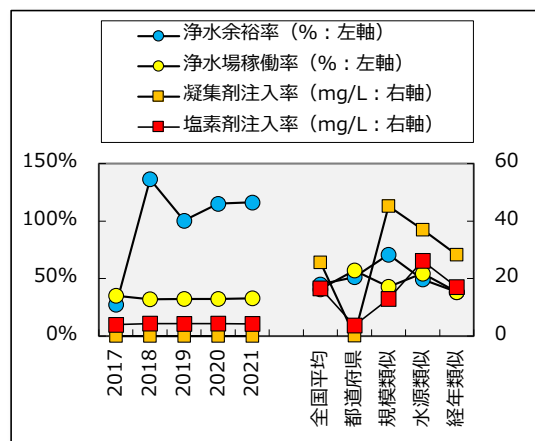 浄水余裕率（%：左軸）
浄水場稼働率（%：左軸）
凝集剤注入率（mg/L：右軸）
塩素剤注入率（mg/L：右軸）
150%
100%
50%
0%
60
40
20
0
2017
2018
2019
2020
2021
全国平均
都道府県
規模類似
水源類似
経年類似